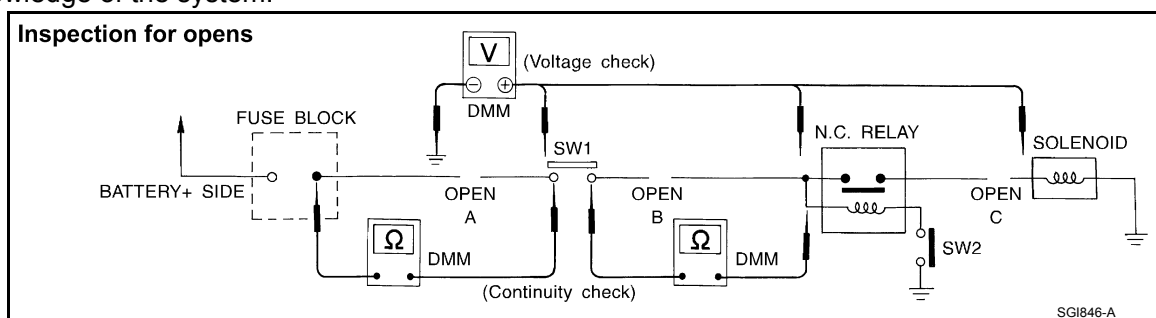 Inspection for opens
V
(Voltage check)
DMM
FUSE BLOCK
N.C. RELAY
SOLENOID
SW1
BATTERY+ SIDE
OPEN
A
OPEN
B
OPEN
C
Ω
DMM
Ω
DMM
SW2
(Continuity check)
SGI846-A